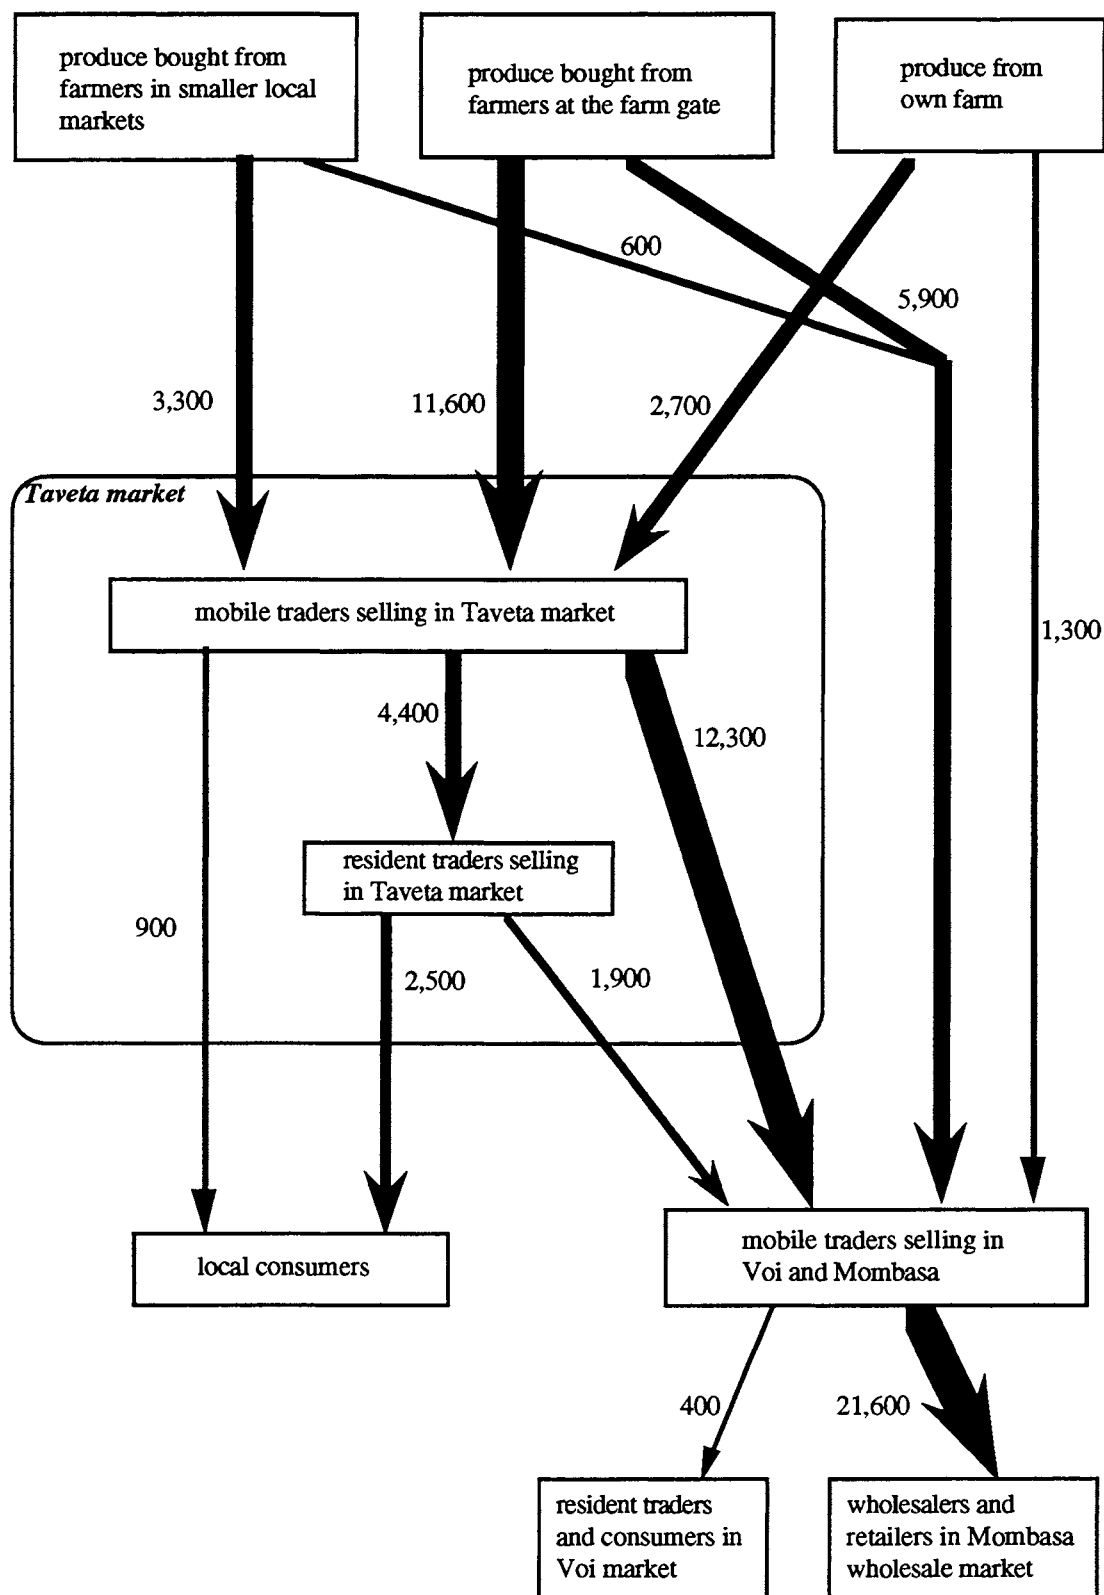 produce bought from
farmers in smaller local
markets
produce bought from
farmers at the farm gate
produce from
own farm
600
5,900
3,300
11,600
2,700
Taveta market
mobile traders selling in Taveta market
1,300
4,400
12,300
resident traders selling
in Taveta market
900
2,500
1,900
local consumers
mobile traders selling in
Voi and Mombasa
400
21,600
resident traders
and consumers in
Voi market
wholesalers and
retailers in Mombasa
wholesale market